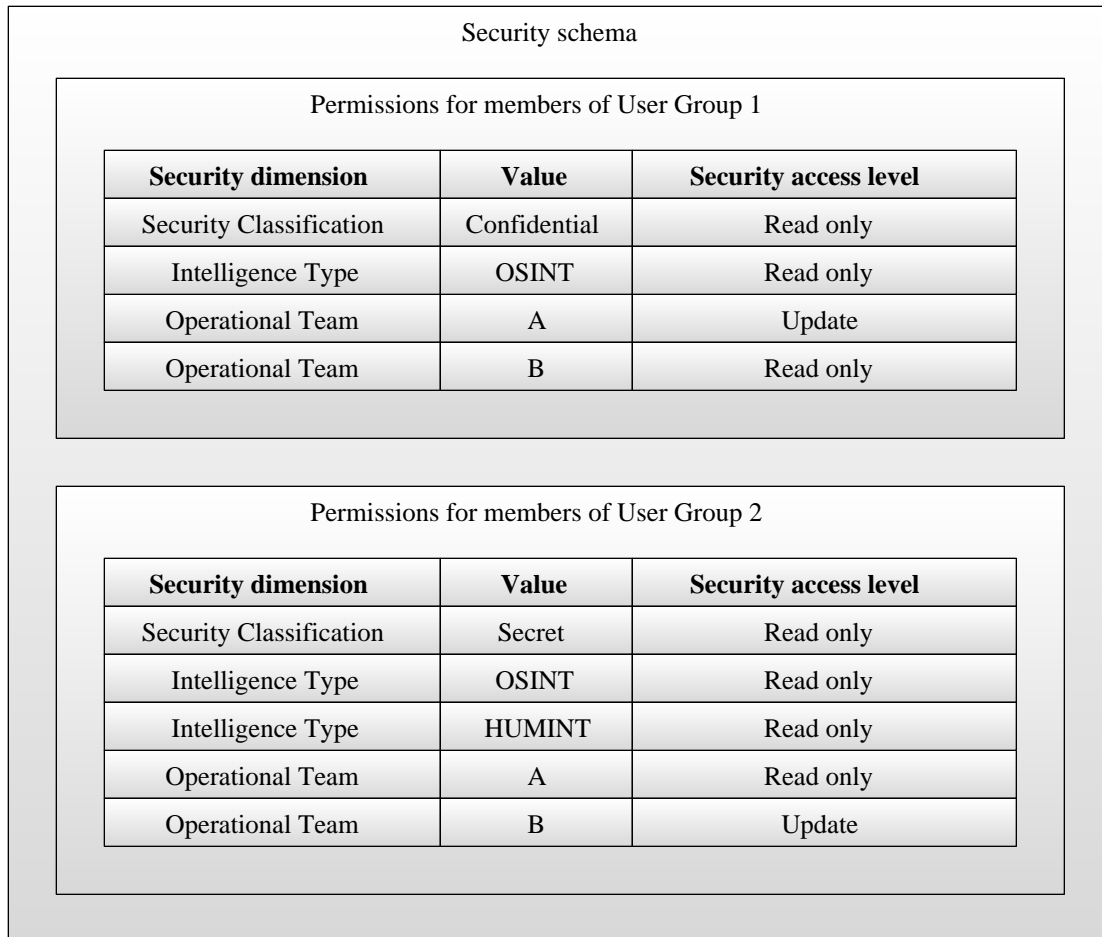 Security schema
Permissions for members of User Group 1
Security dimension Value Security access level
Security Classification Confidential Read only
Intelligence Type OSINT Read only
Operational Team A Update
Operational Team B Read only
Permissions for members of User Group 2
Security dimension Value Security access level
Security Classification Secret Read only
Intelligence Type OSINT Read only
Intelligence Type HUMINT Read only
Operational Team A Read only
Operational Team B Update